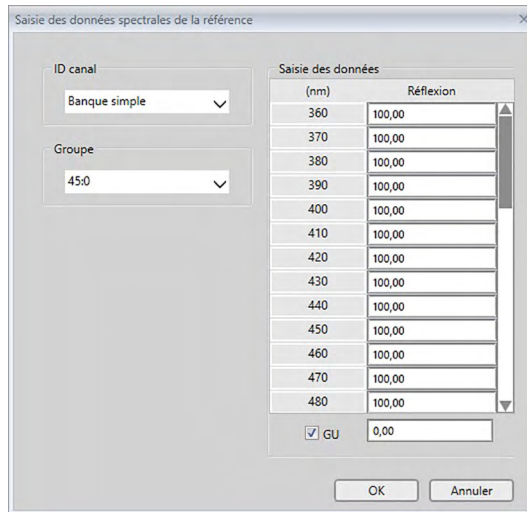 Saisie des données spectrales de la référence
ID canal
Banque simple
Groupe
45:0
Saisie des données
(nm) Réflexion
360 100,00
370 100,00
380 100,00
390 100,00
400 100,00
410 100,00
420 100,00
430 100,00
440 100,00
450 100,00
460 100,00
470 100,00
480 100,00
GU 0,00
OK Annuler